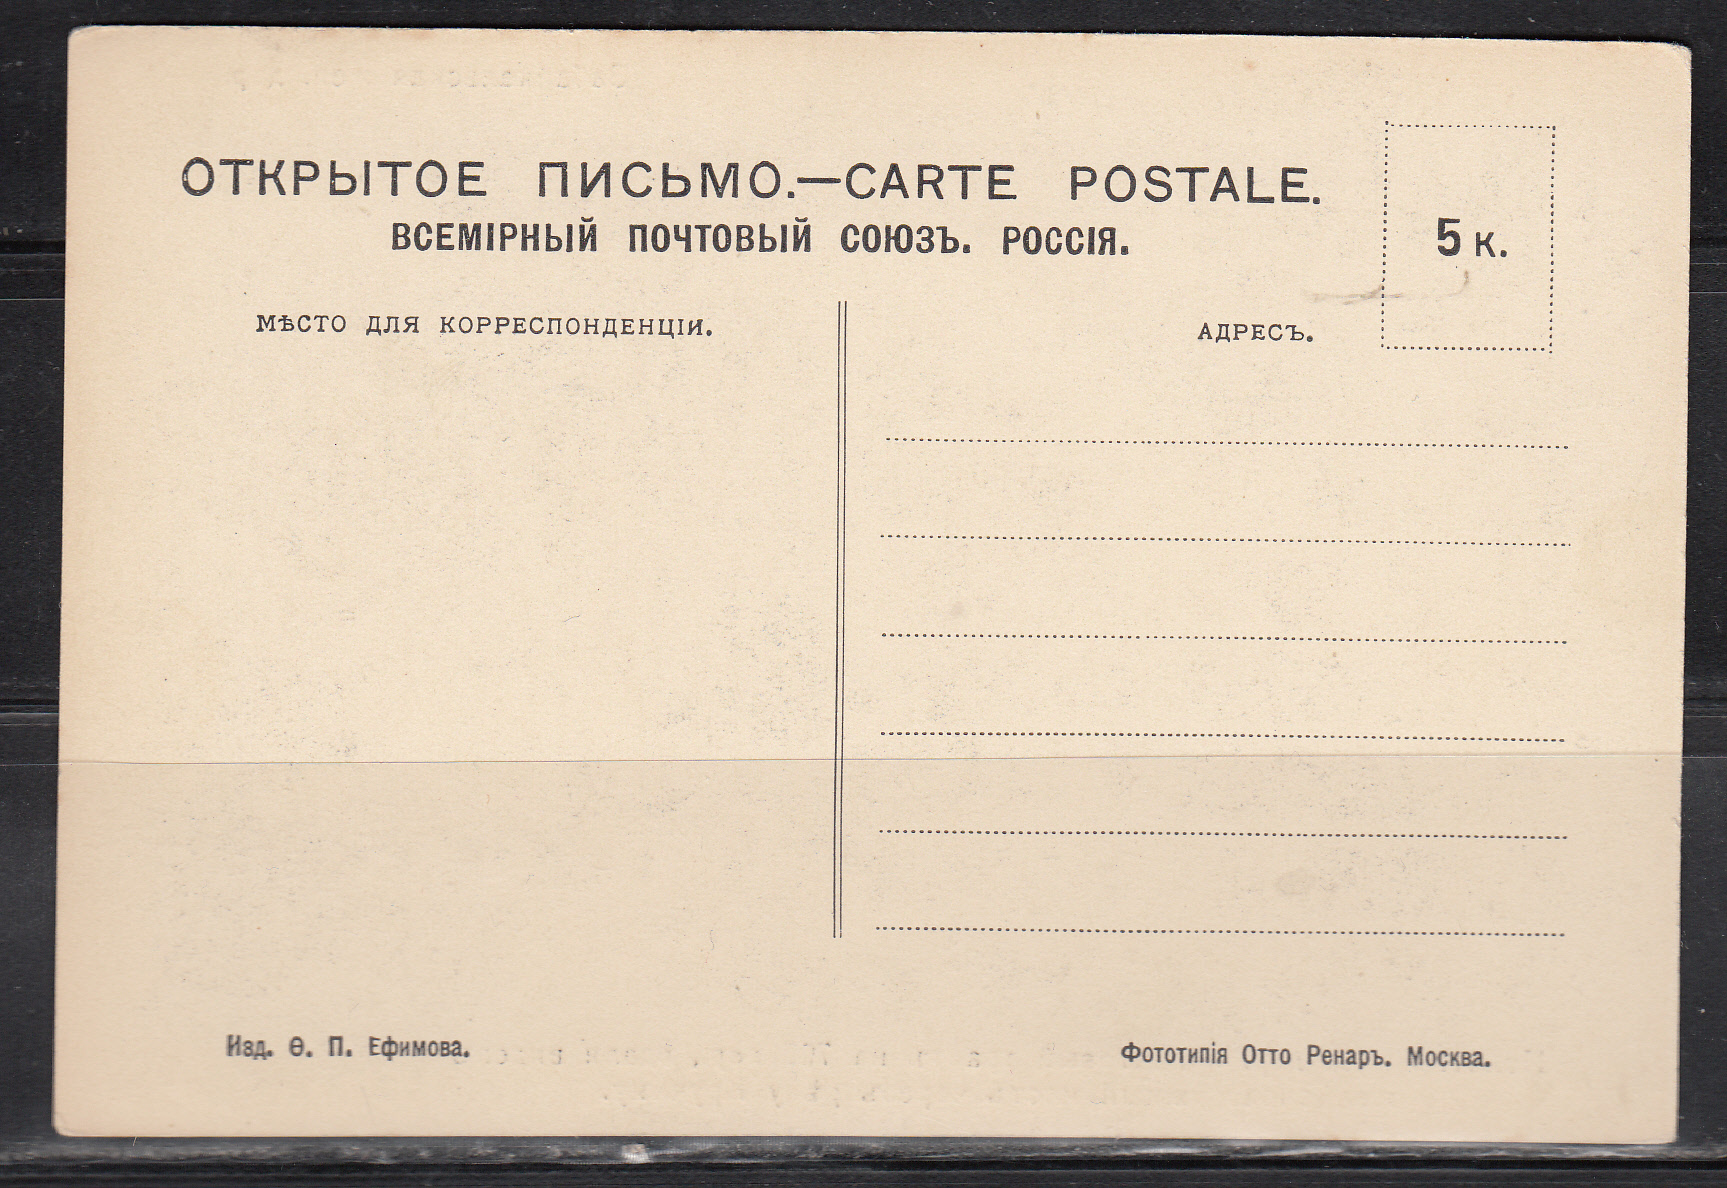 ОТКРЫТОЕ ПИСЬМО.—CARTE POSTALE.
ВСЕМІРНЫЙ ПОЧТОВЫЙ СОЮЗЪ. РОССІЯ.
5 к.
МѢСТО ДЛЯ КОРРЕСПОНДЕНЦІИ.
АДРЕСЪ.
Изд. Ѳ. П. Ефимова.
Фототипія Отто Ренаръ. Москва.